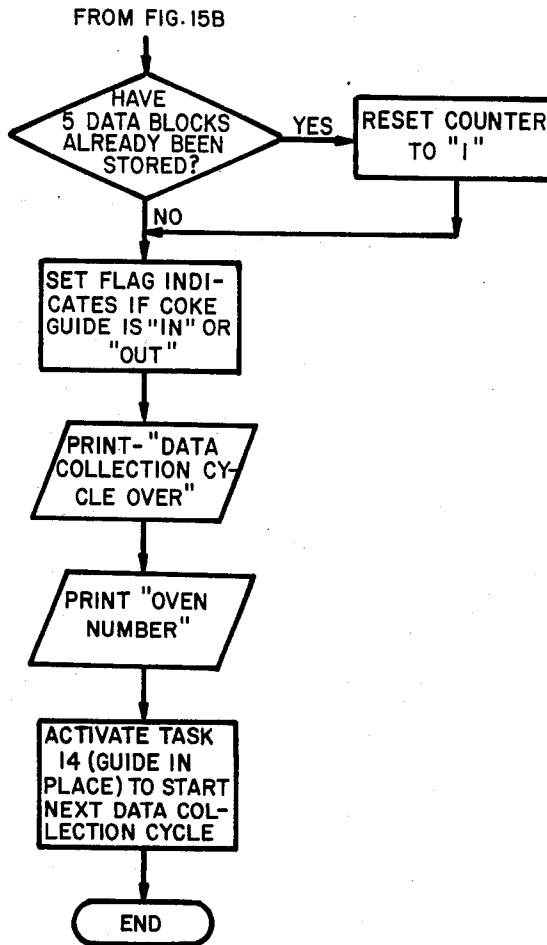 FROM FIG. 15B
HAVE
5 DATA BLOCKS
ALREADY BEEN
STORED?
YES
RESET COUNTER
TO "1"
NO
SET FLAG INDI-
CATES IF COKE
GUIDE IS "IN" OR
"OUT"
PRINT-"DATA
COLLECTION CY-
CLE OVER"
PRINT "OVEN
NUMBER"
ACTIVATE TASK
14 (GUIDE IN
PLACE) TO START
NEXT DATA COL-
LECTION CYCLE
END